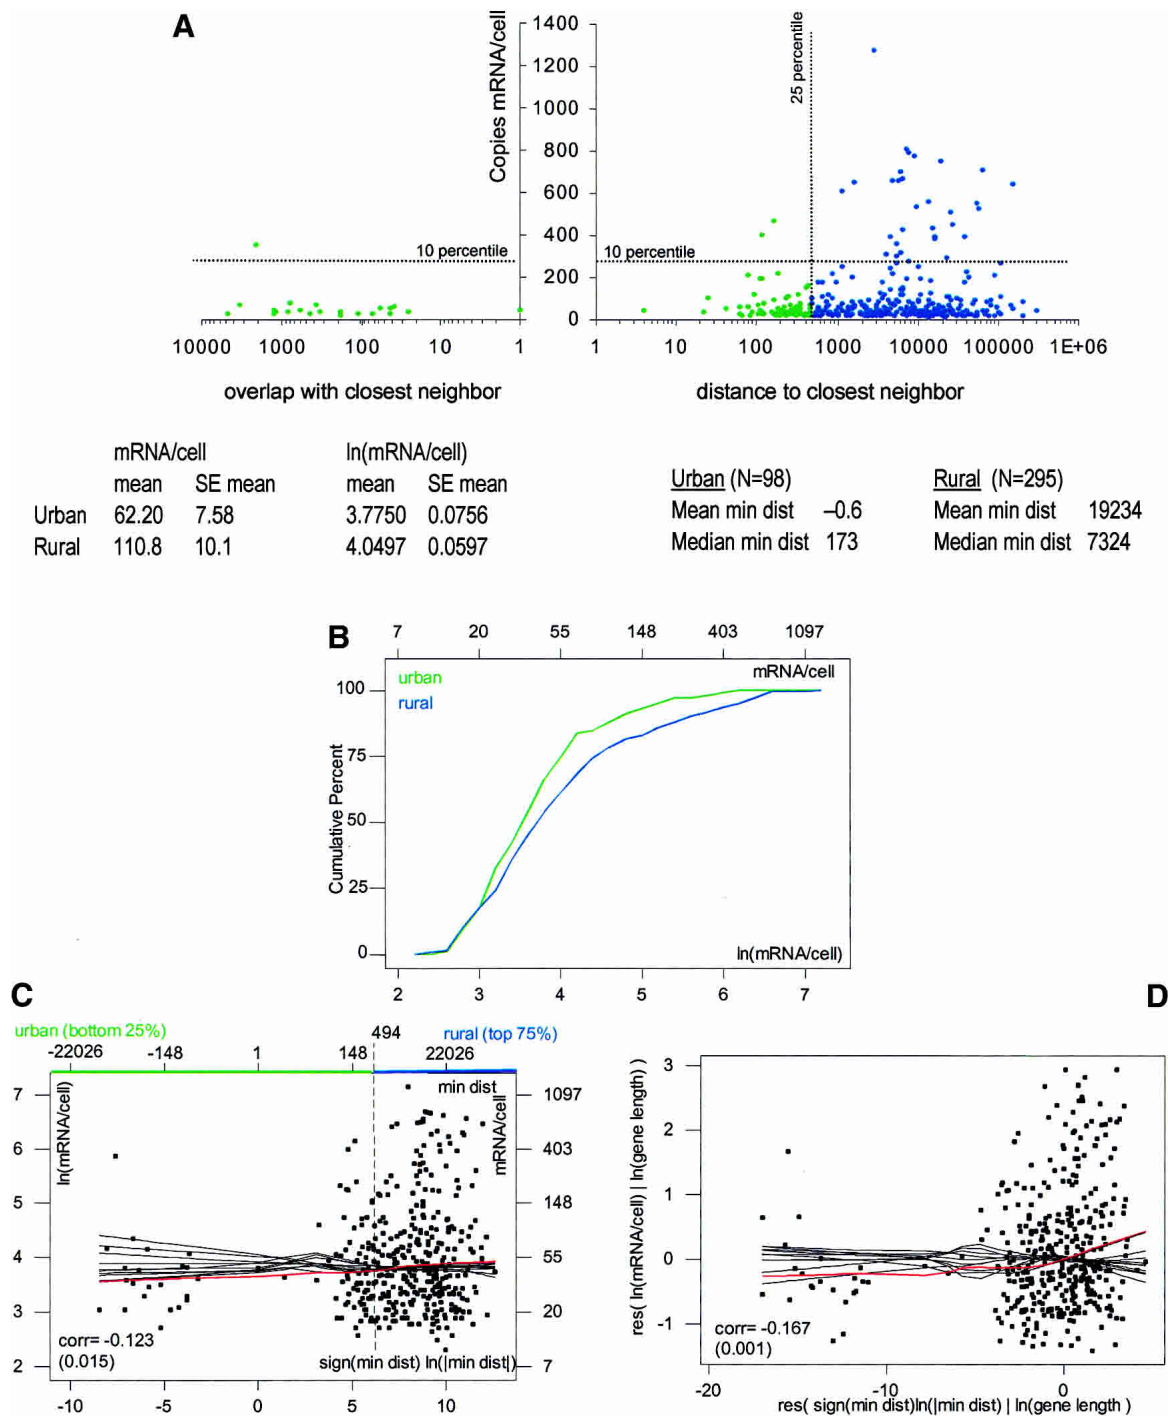 A
Copies mRNA/cell
1400
1200
1000
800
600
400
200
0
25 percentile
10 percentile
10 percentile
10000 1000 100 10 1
1 10 100 1000 10000 100000 1E+06
overlap with closest neighbor
distance to closest neighbor
mRNA/cell ln(mRNA/cell)
mean SE mean mean SE mean
Urban 62.20 7.58 3.7750 0.0756
Rural 110.8 10.1 4.0497 0.0597
Urban (N=98)
Mean min dist –0.6
Median min dist 173
Rural (N=295)
Mean min dist 19234
Median min dist 7324
B
7 20 55 148 403 1097
mRNA/cell
urban
rural
Cumulative Percent
100
75
50
25
0
ln(mRNA/cell)
2 3 4 5 6 7
C
urban (bottom 25%) 494 rural (top 75%)
-22026 -148 1 148 22026
min dist
ln(mRNA/cell)
7
6
5
4
3
2
mRNA/cell
1097
403
148
55
20
7
corr= -0.123
(0.015)
sign(min dist) ln(|min dist|)
-10 -5 0 5 10
D
res( ln(mRNA/cell) | ln(gene length) )
3
2
1
0
-1
corr= -0.167
(0.001)
-20 -10 0
res( sign(min dist)ln(|min dist) | ln(gene length )